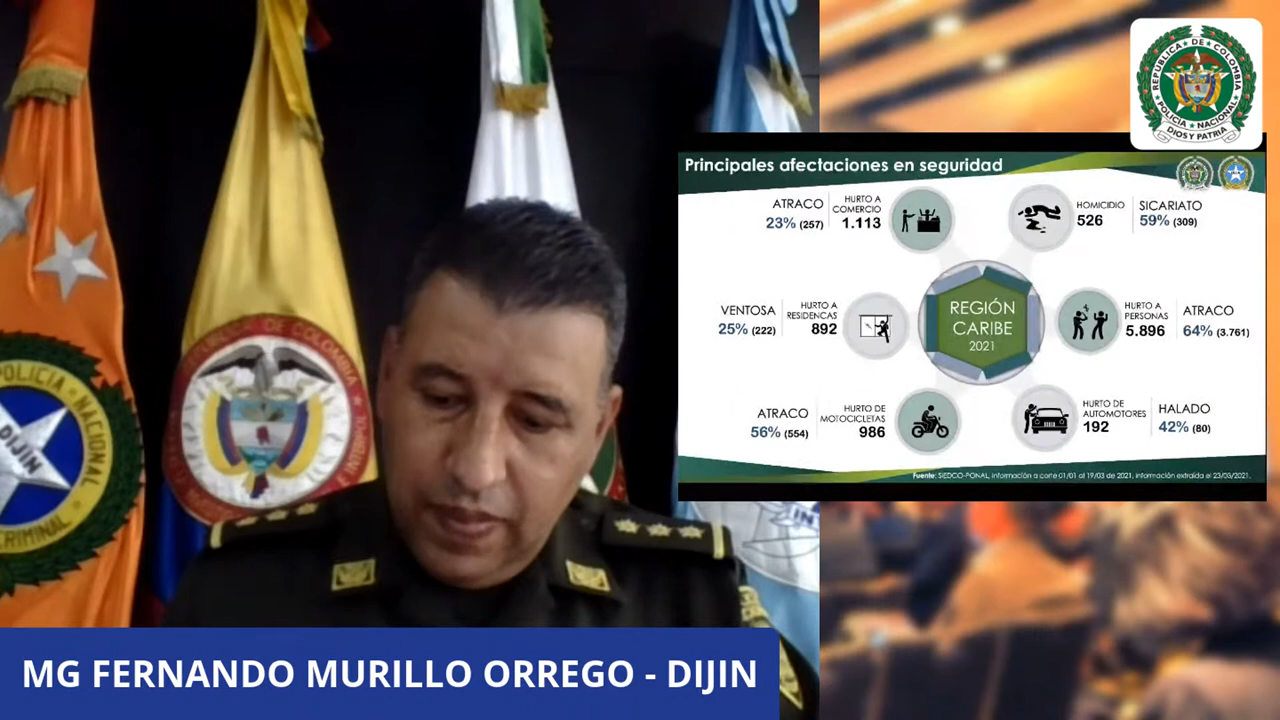 REPÚBLICA DE COLOMBIA
POLICÍA NACIONAL
DIOS Y PATRIA
Principales afectaciones en seguridad
ATRACO
23% (257)
HURTO A
COMERCIO
1.113
HOMICIDIO
526
SICARIATO
59% (309)
VENTOSA
25% (222)
HURTO A
RESIDENCAS
892
REGIÓN
CARIBE
2021
HURTO A
PERSONAS
5.896
ATRACO
64% (3.761)
ATRACO
56% (554)
HURTO DE
MOTOCICLETAS
986
HURTO DE
AUTOMOTORES
192
HALADO
42% (80)
Fuente: SIEDCO-PONAL, información a corte 01/01 al 19/03 de 2021, información extraída el 23/03/2021.
POLICIA NACIONAL
DIJIN
CRIMINAL
DE COLOMBIA
MG FERNANDO MURILLO ORREGO - DIJIN